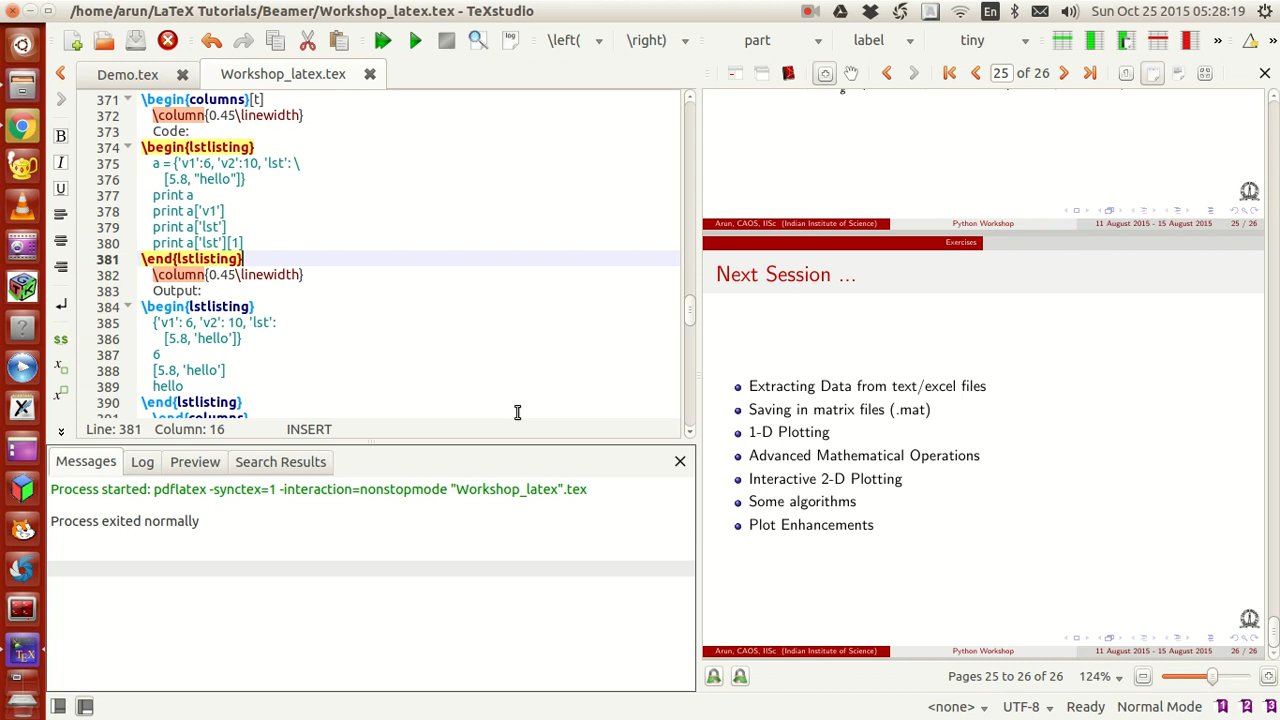 /home/arun/LaTeX Tutorials/Beamer/Workshop_latex.tex - TeXstudio
En
Sun Oct 25 2015 05:28:19
\left(
\right)
part
label
tiny
»
»
Demo.tex
Workshop_latex.tex
25 of 26
371 \begin{columns}[t]
372 \column{0.45\linewidth}
373 Code:
374 \begin{lstlisting}
375 a = {'v1':6, 'v2':10, 'lst': \
376 [5.8, "hello"]}
377 print a
378 print a['v1']
379 print a['lst']
380 print a['lst'][1]
381 \end{lstlisting}
382 \column{0.45\linewidth}
383 Output:
384 \begin{lstlisting}
385 {'v1': 6, 'v2': 10, 'lst':
386 [5.8, 'hello']}
387 6
388 [5.8, 'hello']
389 hello
390 \end{lstlisting}
391 \end{columns}
B
I
U
$$
Line: 381 Column: 16 INSERT
Messages
Log
Preview
Search Results
Process started: pdflatex -synctex=1 -interaction=nonstopmode "Workshop_latex".tex
Process exited normally
Arun, CAOS, IISc (Indian Institute of Science)
Python Workshop
11 August 2015 - 15 August 2015
25 / 26
Exercises
Next Session ...
Extracting Data from text/excel files
Saving in matrix files (.mat)
1-D Plotting
Advanced Mathematical Operations
Interactive 2-D Plotting
Some algorithms
Plot Enhancements
Arun, CAOS, IISc (Indian Institute of Science)
Python Workshop
11 August 2015 - 15 August 2015
26 / 26
Pages 25 to 26 of 26
124%
<none>
UTF-8
Ready
Normal Mode
1
2
3